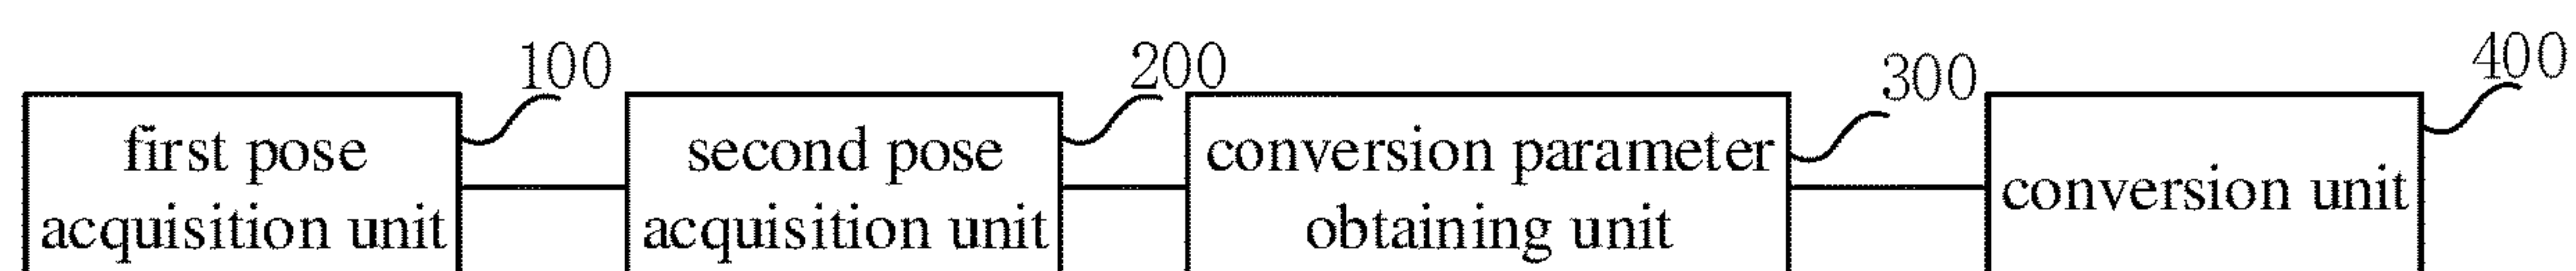 100
200
300
400
first pose
acquisition unit
second pose
acquisition unit
conversion parameter
obtaining unit
conversion unit